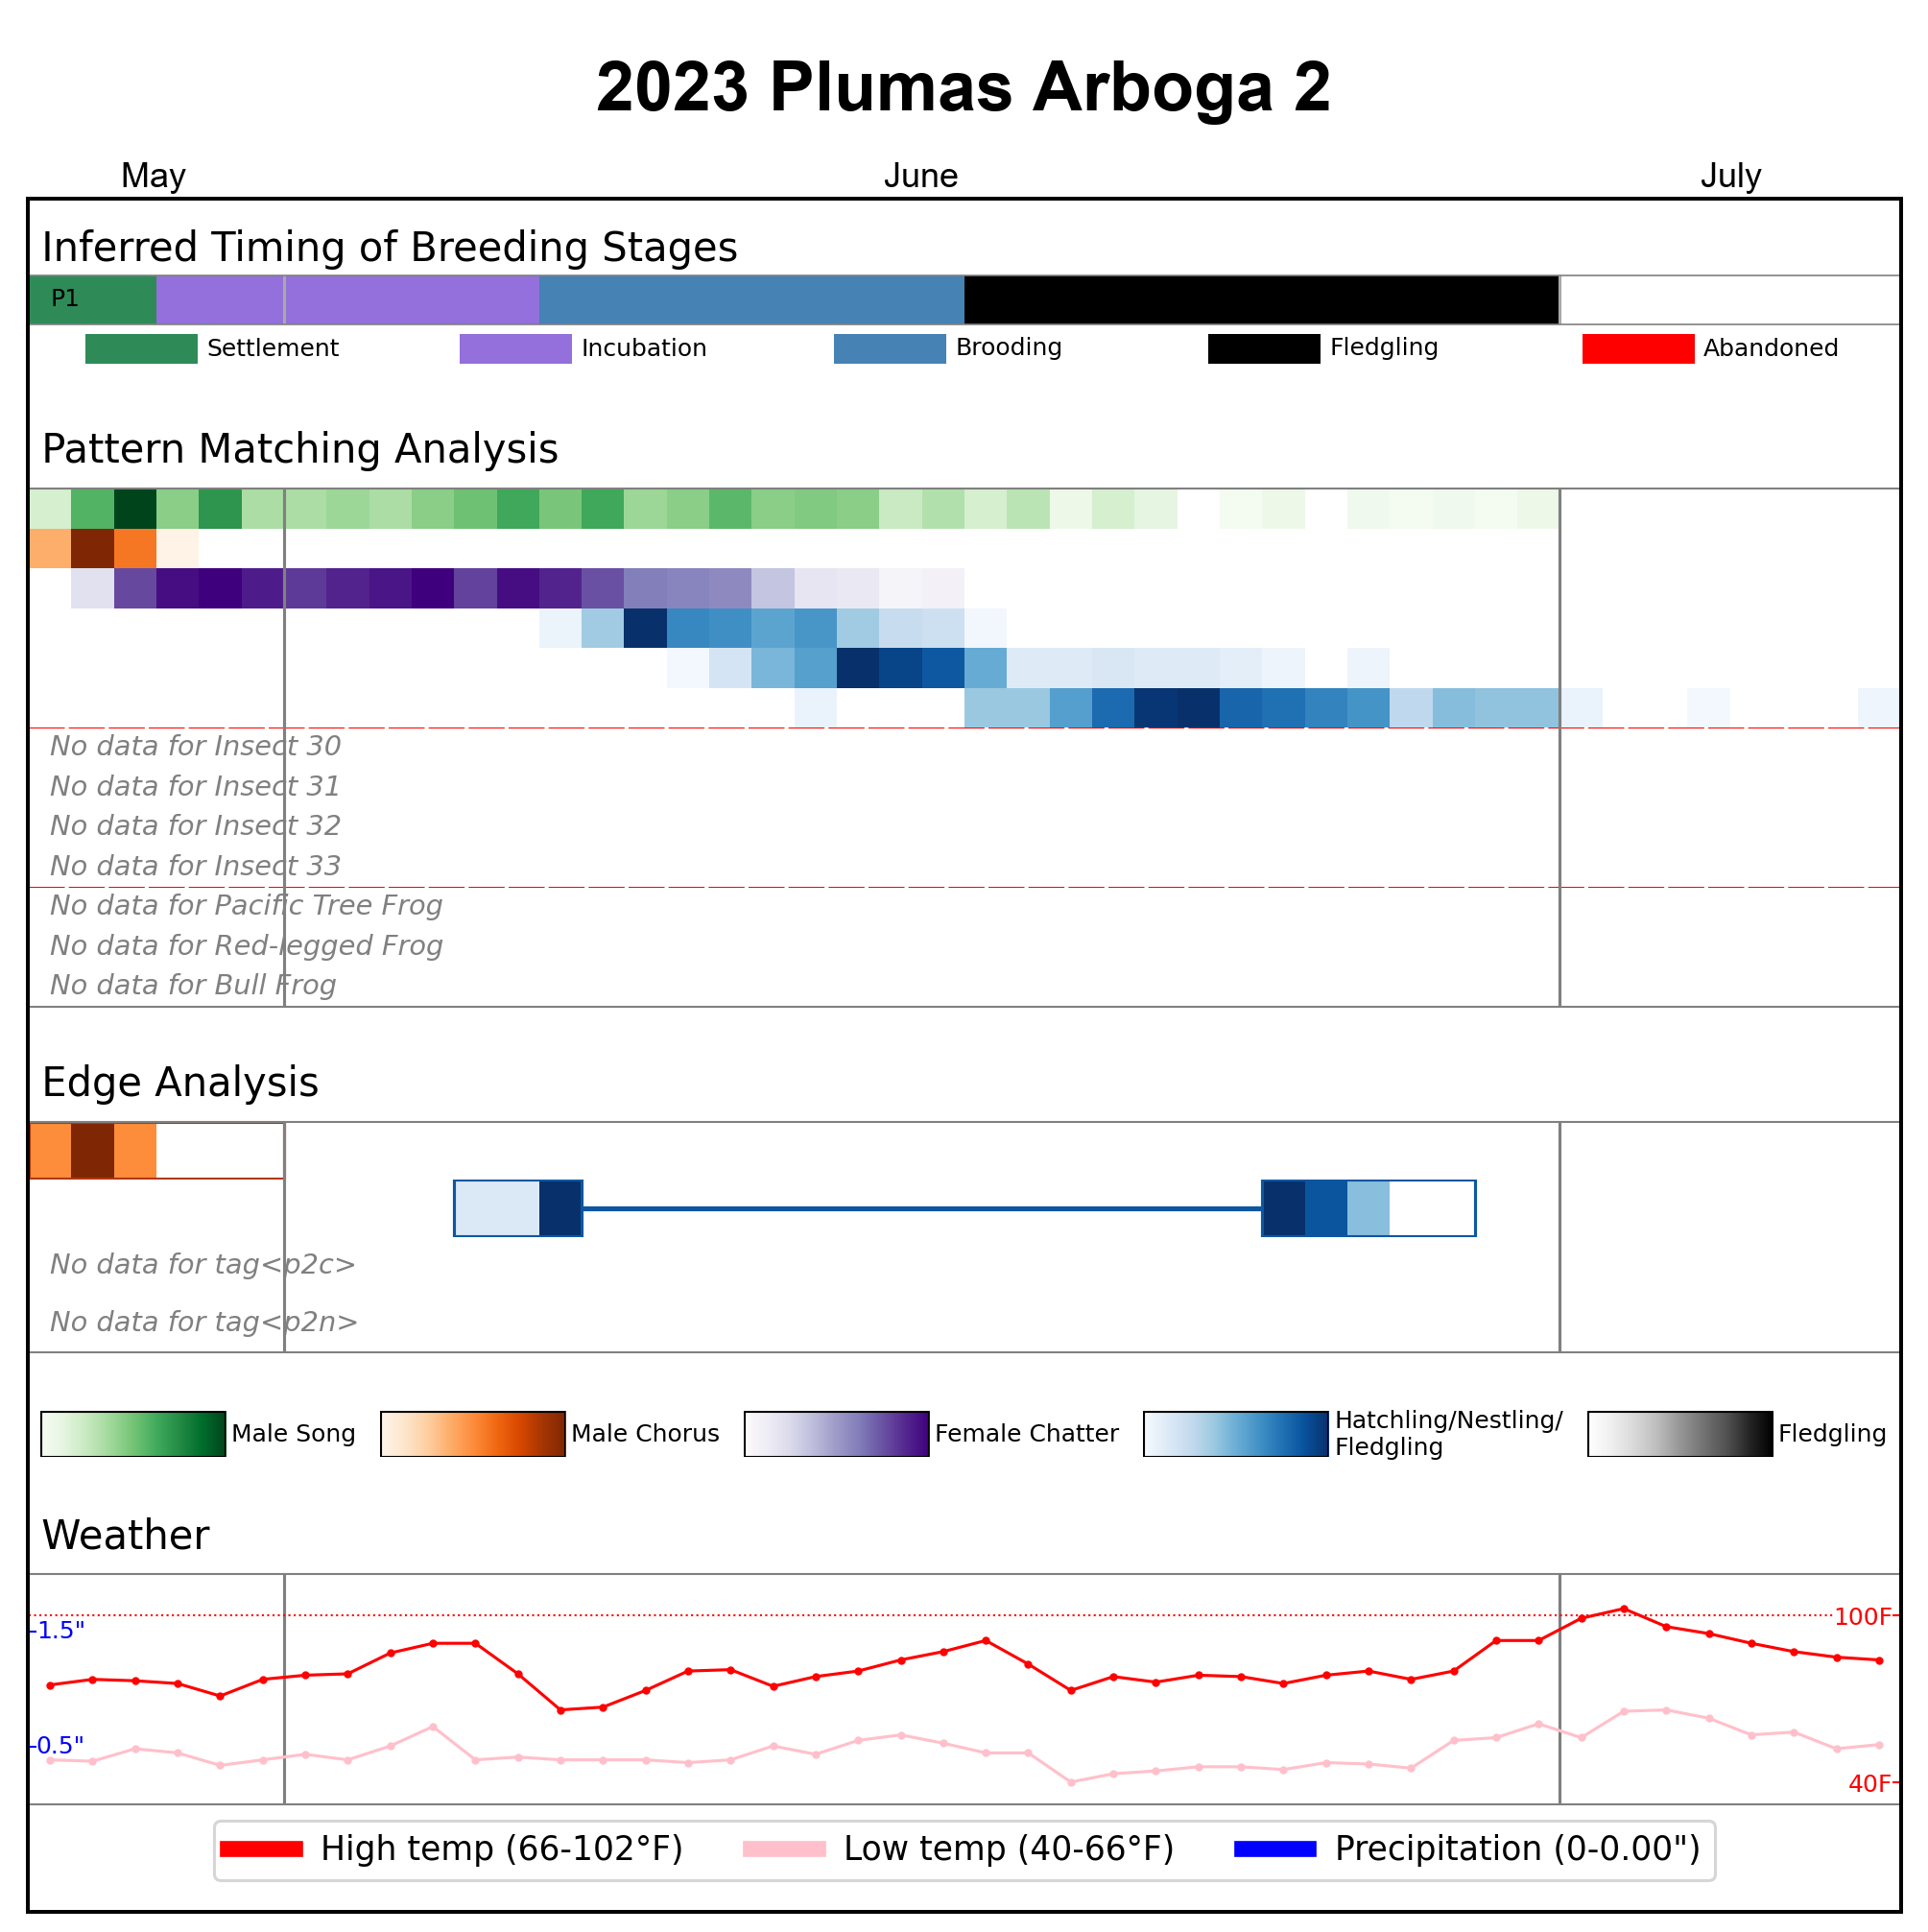 2023 Plumas Arboga 2
May June July
Inferred Timing of Breeding Stages
P1
Settlement Incubation Brooding Fledgling Abandoned
Pattern Matching Analysis
No data for Insect 30
No data for Insect 31
No data for Insect 32
No data for Insect 33
No data for Pacific Tree Frog
No data for Red-legged Frog
No data for Bull Frog
Edge Analysis
No data for tag<p2c>
No data for tag<p2n>
Male Song Male Chorus Female Chatter Hatchling/Nestling/
Fledgling Fledgling
Weather
1.5" 100F
0.5" 40F
High temp (66-102°F) Low temp (40-66°F) Precipitation (0-0.00")